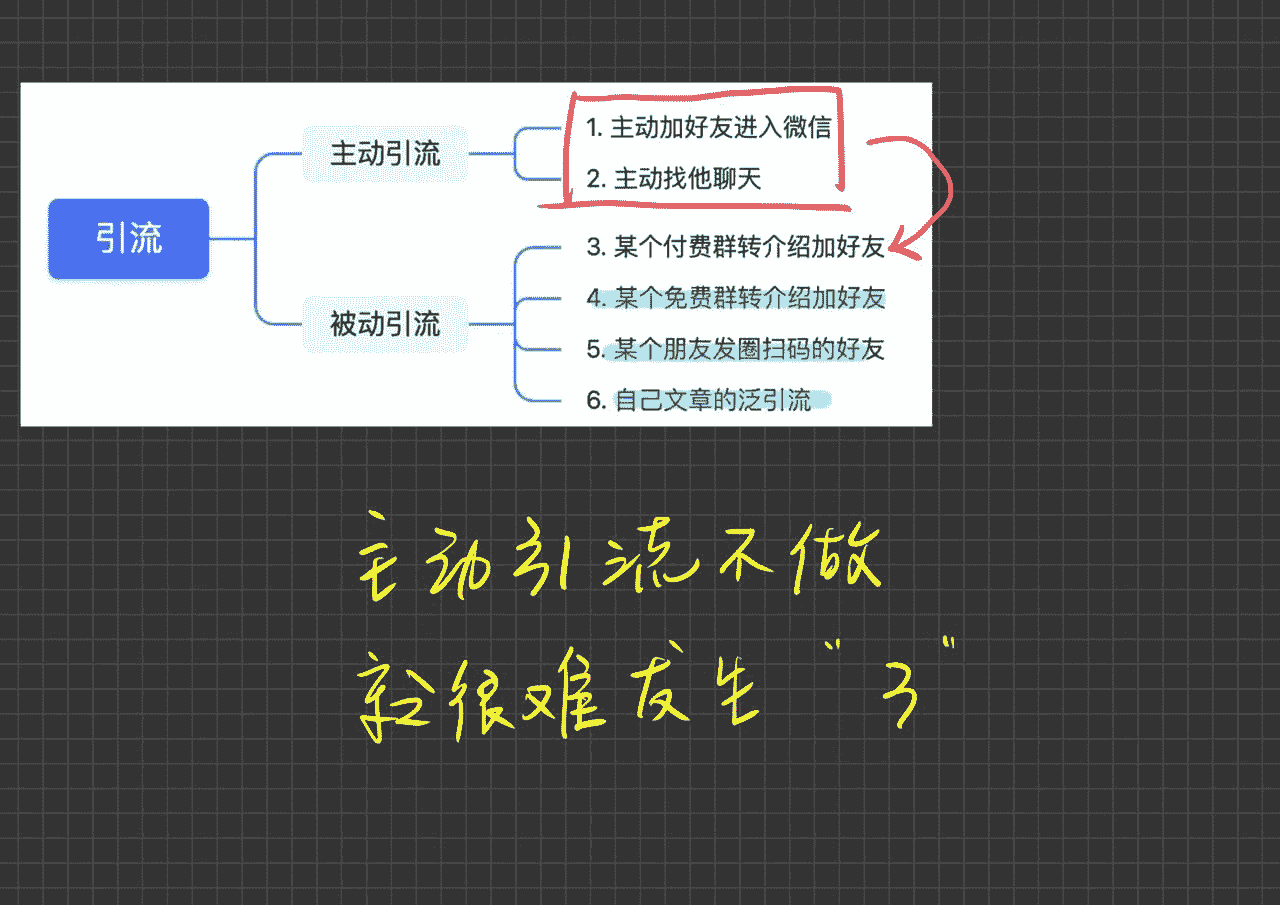 引流
主动引流
1. 主动加好友进入微信
2. 主动找他聊天
被动引流
3. 某个付费群转介绍加好友
4. 某个免费群转介绍加好友
5. 某个朋友发圈扫码的好友
6. 自己文章的泛引流
主动引流不做
就很难发生“3”